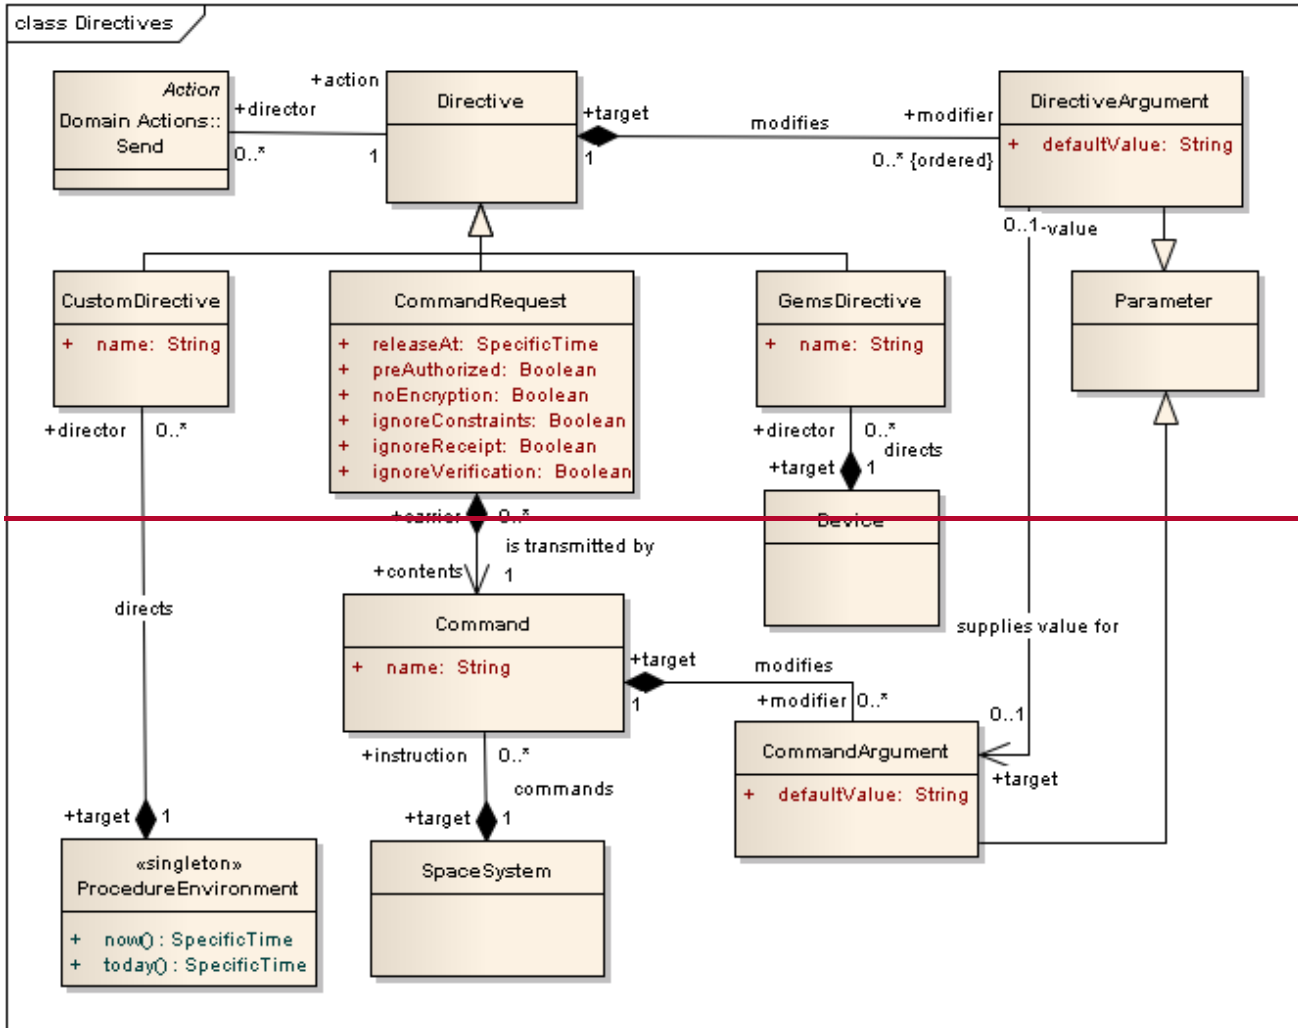 class Directives
Action
Domain Actions::
Send
+director
0..*
+action
1
Directive
+target
1
modifies
+modifier
0..* {ordered}
DirectiveArgument
+ defaultValue: String
0..1
-value
CustomDirective
+ name: String
CommandRequest
+ releaseAt: SpecificTime
+ preAuthorized: Boolean
+ noEncryption: Boolean
+ ignoreConstraints: Boolean
+ ignoreReceipt: Boolean
+ ignoreVerification: Boolean
GemsDirective
+ name: String
Parameter
+director 0..*
+director 0..*
directs
+target 1
+carrier 0..*
Device
is transmitted by
+contents 1
directs
Command
+ name: String
+target
1
modifies
+modifier 0..*
supplies value for
0..1
+target
CommandArgument
+ defaultValue: String
+instruction 0..*
commands
+target 1
+target 1
«singleton»
ProcedureEnvironment
+ now() : SpecificTime
+ today() : SpecificTime
SpaceSystem